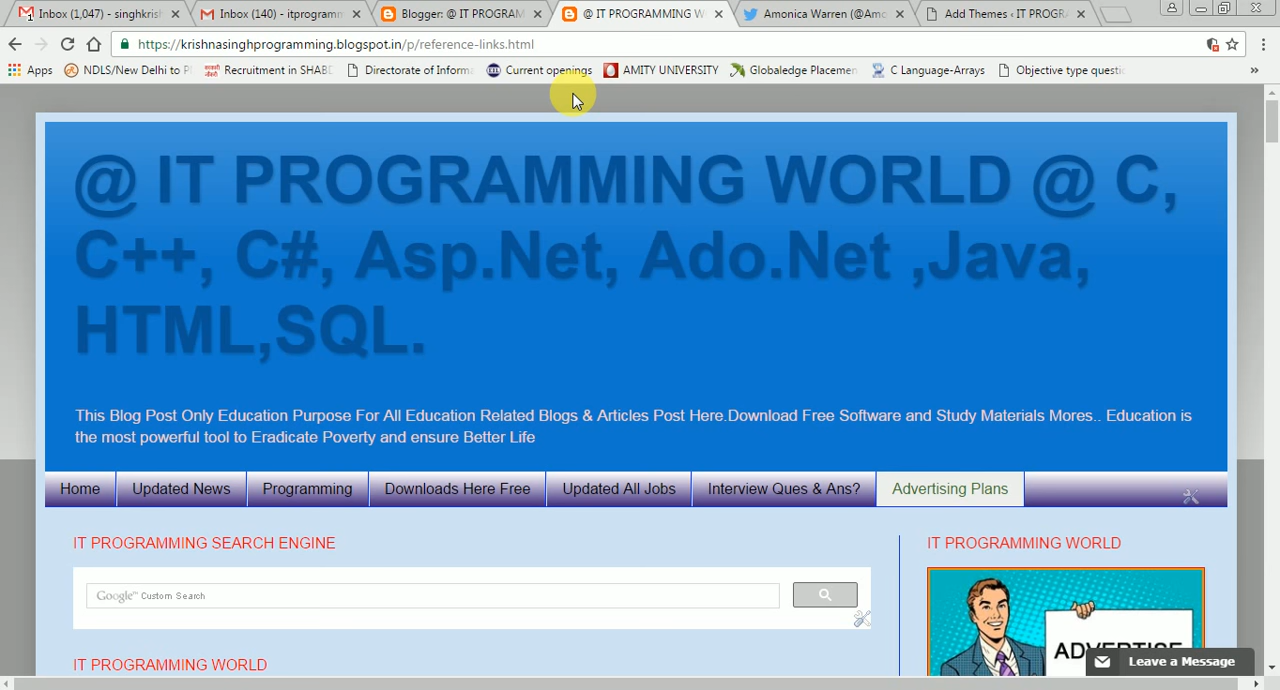 Inbox (1,047) - singhkris
Inbox (140) - itprogramm
Blogger: @ IT PROGRAM
@ IT PROGRAMMING W
Amonica Warren (@Amo
Add Themes ‹ IT PROGR
https://krishnasinghprogramming.blogspot.in/p/reference-links.html
Apps
NDLS/New Delhi to P
Recruitment in SHAB
Directorate of Informa
Current openings
AMITY UNIVERSITY
Globaledge Placemen
C Language-Arrays
Objective type questi
»
@ IT PROGRAMMING WORLD @ C,
C++, C#, Asp.Net, Ado.Net ,Java,
HTML,SQL.
This Blog Post Only Education Purpose For All Education Related Blogs & Articles Post Here.Download Free Software and Study Materials Mores.. Education is
the most powerful tool to Eradicate Poverty and ensure Better Life
Home
Updated News
Programming
Downloads Here Free
Updated All Jobs
Interview Ques & Ans?
Advertising Plans
IT PROGRAMMING SEARCH ENGINE
IT PROGRAMMING WORLD
Google™ Custom Search
ADVERTISE
IT PROGRAMMING WORLD
Leave a Message